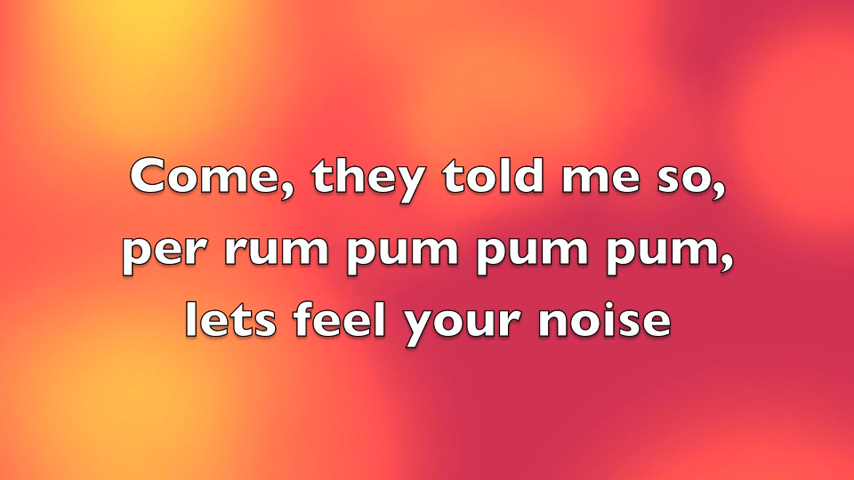 Come, they told me so,
per rum pum pum pum,
lets feel your noise